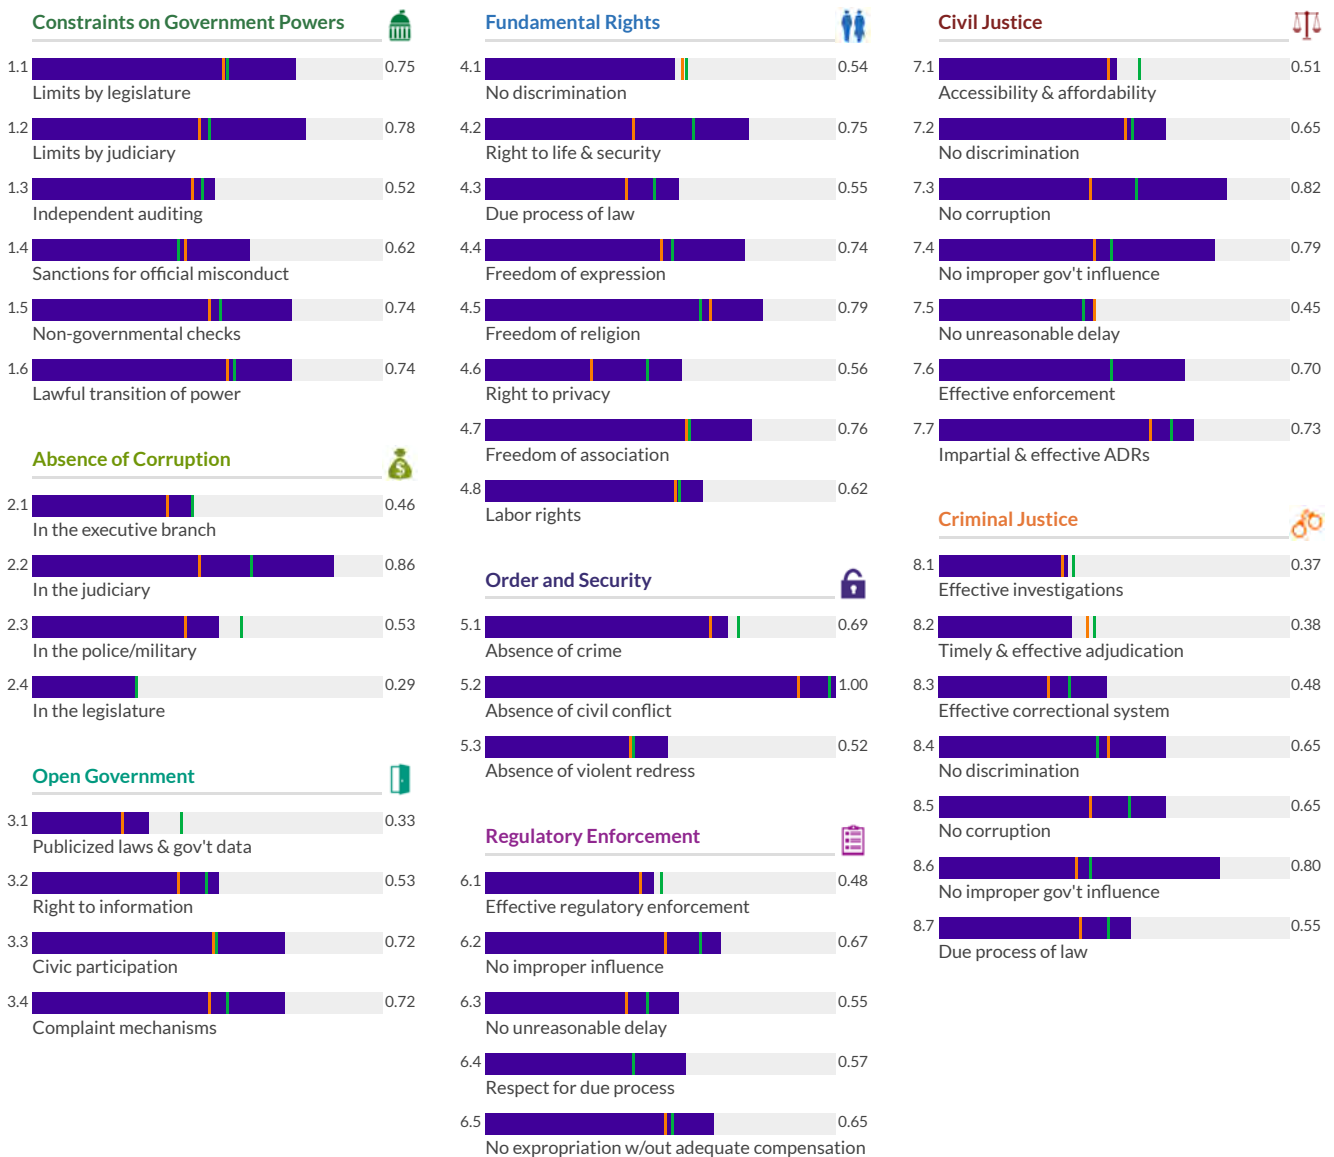 Constraints on Government Powers
1.1 0.75
Limits by legislature
1.2 0.78
Limits by judiciary
1.3 0.52
Independent auditing
1.4 0.62
Sanctions for official misconduct
1.5 0.74
Non-governmental checks
1.6 0.74
Lawful transition of power
Absence of Corruption
2.1 0.46
In the executive branch
2.2 0.86
In the judiciary
2.3 0.53
In the police/military
2.4 0.29
In the legislature
Open Government
3.1 0.33
Publicized laws & gov't data
3.2 0.53
Right to information
3.3 0.72
Civic participation
3.4 0.72
Complaint mechanisms
Fundamental Rights
4.1 0.54
No discrimination
4.2 0.75
Right to life & security
4.3 0.55
Due process of law
4.4 0.74
Freedom of expression
4.5 0.79
Freedom of religion
4.6 0.56
Right to privacy
4.7 0.76
Freedom of association
4.8 0.62
Labor rights
Order and Security
5.1 0.69
Absence of crime
5.2 1.00
Absence of civil conflict
5.3 0.52
Absence of violent redress
Regulatory Enforcement
6.1 0.48
Effective regulatory enforcement
6.2 0.67
No improper influence
6.3 0.55
No unreasonable delay
6.4 0.57
Respect for due process
6.5 0.65
No expropriation w/out adequate compensation
Civil Justice
7.1 0.51
Accessibility & affordability
7.2 0.65
No discrimination
7.3 0.82
No corruption
7.4 0.79
No improper gov't influence
7.5 0.45
No unreasonable delay
7.6 0.70
Effective enforcement
7.7 0.73
Impartial & effective ADRs
Criminal Justice
8.1 0.37
Effective investigations
8.2 0.38
Timely & effective adjudication
8.3 0.48
Effective correctional system
8.4 0.65
No discrimination
8.5 0.65
No corruption
8.6 0.80
No improper gov't influence
8.7 0.55
Due process of law